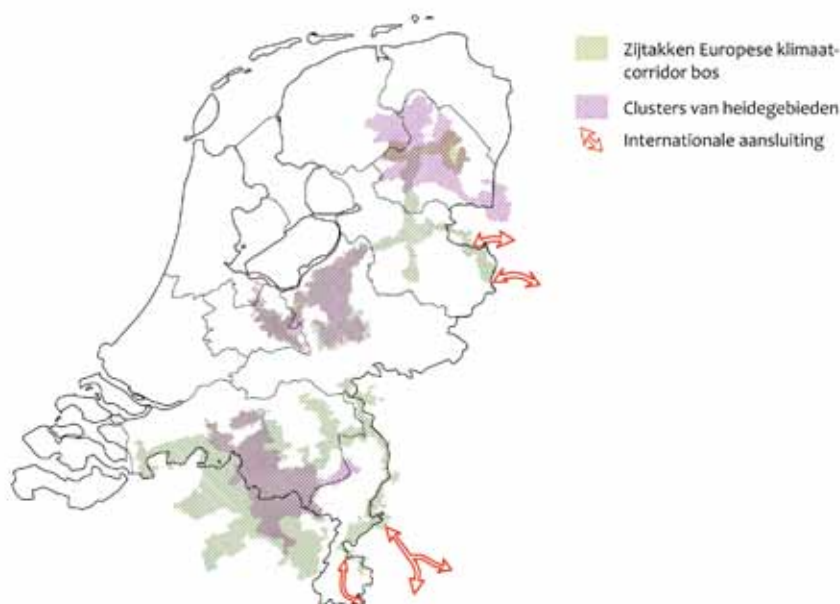 Zijtakken Europese klimaat-
corridor bos
Clusters van heidegebieden
Internationale aansluiting